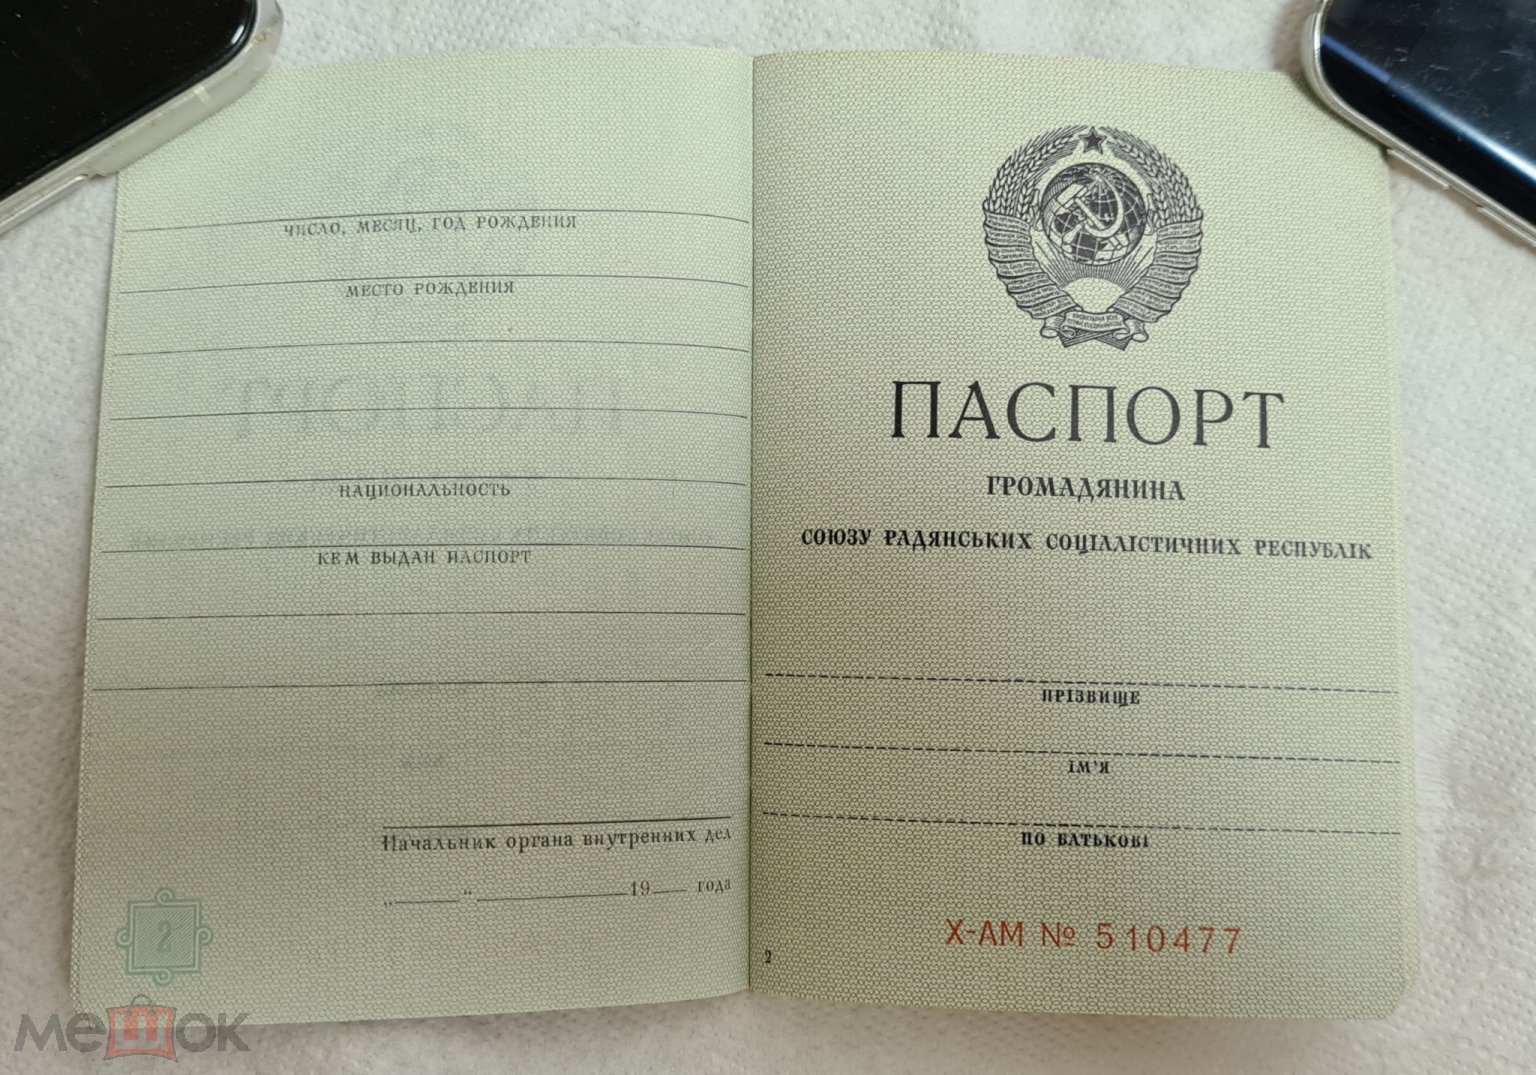 ЧИСЛО, МЕСЯЦ, ГОД РОЖДЕНИЯ
МЕСТО РОЖДЕНИЯ
НАЦИОНАЛЬНОСТЬ
КЕМ ВЫДАН ПАСПОРТ
Начальник органа внутренних дел
„ “ 19 года
2
ПАСПОРТ
ГРОМАДЯНИНА
СОЮЗУ РАДЯНСЬКИХ СОЦІАЛІСТИЧНИХ РЕСПУБЛІК
ПРІЗВИЩЕ
ІМ’Я
ПО БАТЬКОВІ
X-АМ № 510477
2
мешок